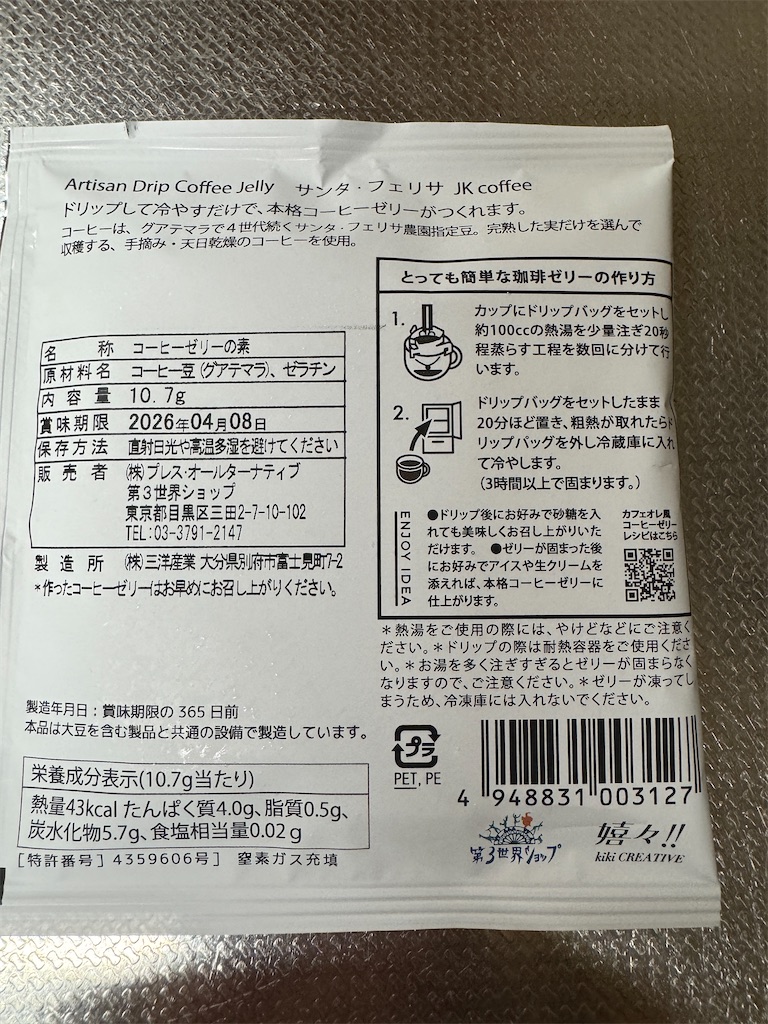 Artisan Drip Coffee Jelly サンタ・フェリサ JK coffee
ドリップして冷やすだけで、本格コーヒーゼリーがつくれます。
コーヒーは、グアテマラで4世代続くサンタ・フェリサ農園指定豆。完熟した実だけを選んで
収穫する、手摘み・天日乾燥のコーヒーを使用。
名 称 コーヒーゼリーの素
原材料名 コーヒー豆(グアテマラ)、ゼラチン
内 容 量 10.7g
賞味期限 2026年04月08日
保存方法 直射日光や高温多湿を避けてください
販 売 者 (株)プレス・オールターナティブ
第3世界ショップ
東京都目黒区三田2-7-10-102
TEL:03-3791-2147
製 造 所 (株)三洋産業 大分県別府市富士見町7-2
*作ったコーヒーゼリーはお早めにお召し上がりください。
とっても簡単な珈琲ゼリーの作り方
1.
カップにドリップバッグをセットし
約100ccの熱湯を少量注ぎ20秒
程蒸らす工程を数回に分けて行
います。
2.
ドリップバッグをセットしたまま
20分ほど置き、粗熱が取れたらド
リップバッグを外し冷蔵庫に入れ
て冷やします。
(3時間以上で固まります。)
ENJOY IDEA
●ドリップ後にお好みで砂糖を入
れても美味しくお召し上がりいた
だけます。 ●ゼリーが固まった後
にお好みでアイスや生クリームを
添えれば、本格コーヒーゼリーに
仕上がります。
カフェオレ風
コーヒーゼリー
レシピはこちら
*熱湯をご使用の際には、やけどなどにご注意く
ださい。*ドリップの際は耐熱容器をご使用くださ
い。*お湯を多く注ぎすぎるとゼリーが固まらなく
なりますので、ご注意ください。*ゼリーが凍ってし
まうため、冷凍庫には入れないでください。
製造年月日:賞味期限の 365 日前
本品は大豆を含む製品と共通の設備で製造しています。
栄養成分表示(10.7g当たり)
熱量43kcal たんぱく質4.0g、脂質0.5g、
炭水化物5.7g、食塩相当量0.02g
[特許番号] 4359606号] 窒素ガス充填
プラ
PET, PE
4 948831 003127
第3世界ショップ
嬉々!!
kiki CREATIVE